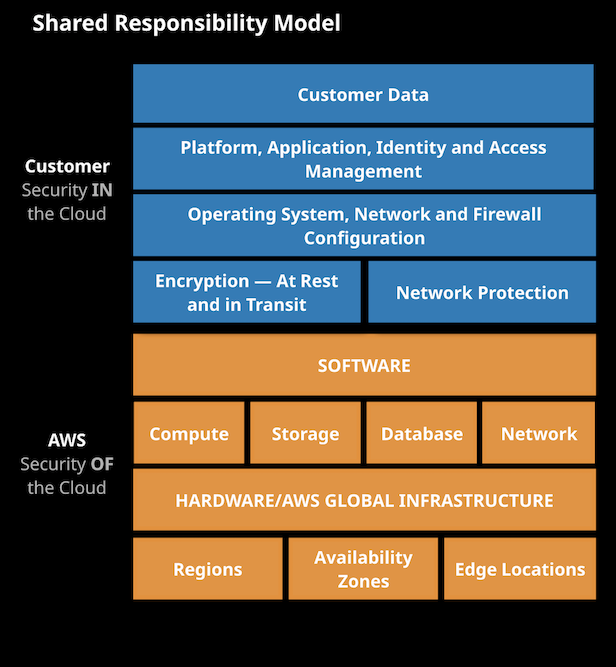 Shared Responsibility Model
Customer
Security IN
the Cloud
Customer Data
Platform, Application, Identity and Access
Management
Operating System, Network and Firewall
Configuration
Encryption — At Rest
and in Transit
Network Protection
AWS
Security OF
the Cloud
SOFTWARE
Compute
Storage
Database
Network
HARDWARE/AWS GLOBAL INFRASTRUCTURE
Regions
Availability
Zones
Edge Locations